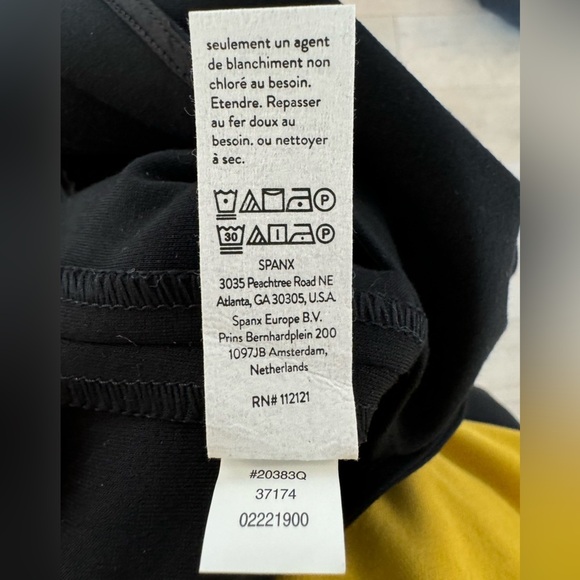 seulement un agent
de blanchiment non
chloré au besoin.
Etendre. Repasser
au fer doux au
besoin. ou nettoyer
à sec.
P
30 P
SPANX
3035 Peachtree Road NE
Atlanta, GA 30305, U.S.A.
Spanx Europe B.V.
Prins Bernhardplein 200
1097JB Amsterdam,
Netherlands
RN# 112121
#20383Q
37174
02221900